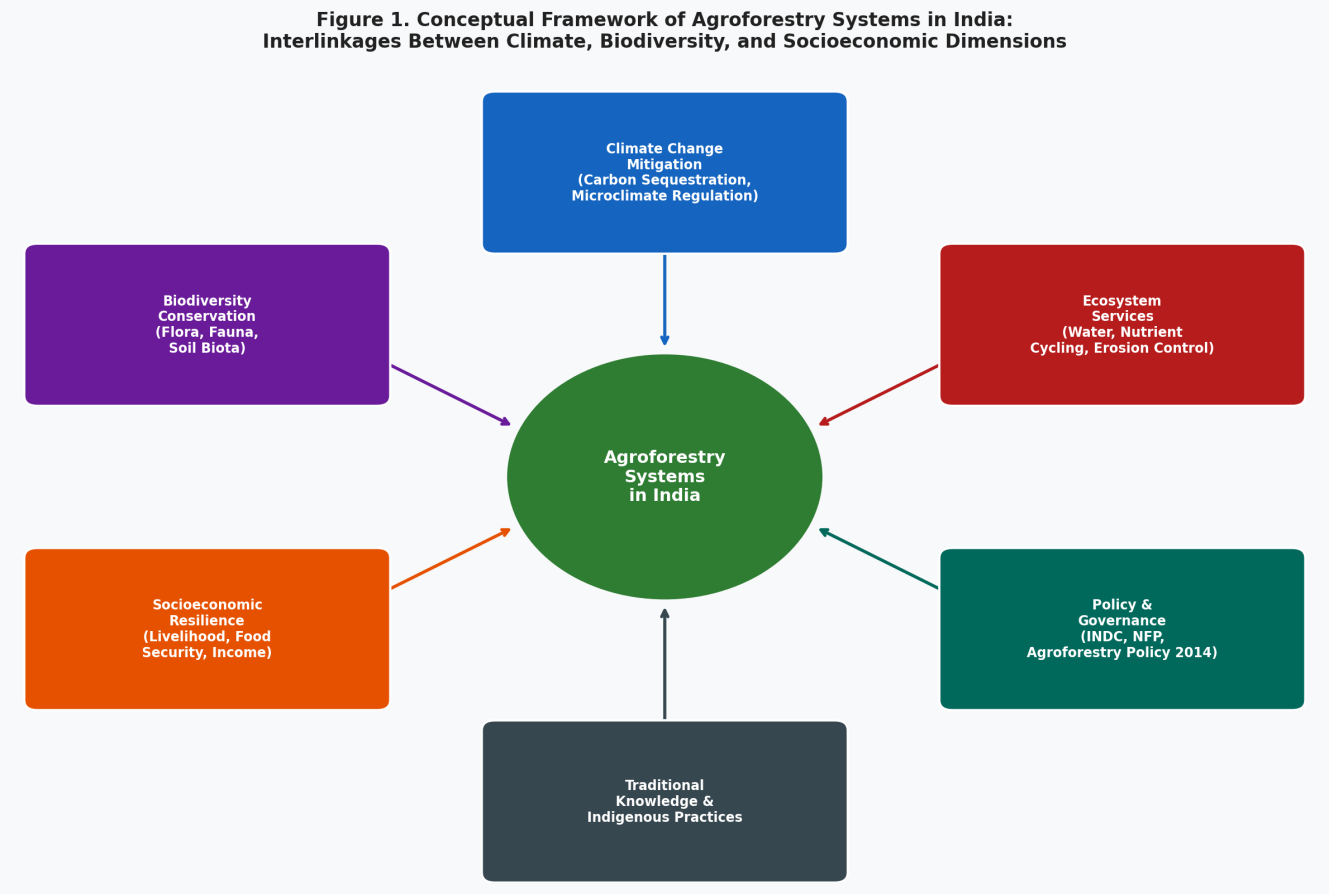 Figure 1. Conceptual Framework of Agroforestry Systems in India:
Interlinkages Between Climate, Biodiversity, and Socioeconomic Dimensions
Climate Change
Mitigation
(Carbon Sequestration,
Microclimate Regulation)
Biodiversity
Conservation
(Flora, Fauna,
Soil Biota)
Ecosystem
Services
(Water, Nutrient
Cycling, Erosion Control)
Agroforestry
Systems
in India
Socioeconomic
Resilience
(Livelihood, Food
Security, Income)
Policy &
Governance
(INDC, NFP,
Agroforestry Policy 2014)
Traditional
Knowledge &
Indigenous Practices